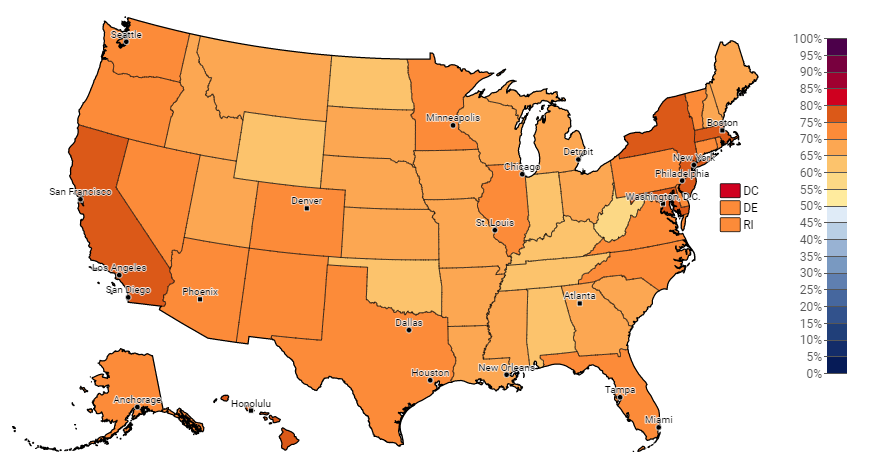 Seattle
Minneapolis
Boston
Detroit
Chicago
New York
Philadelphia
San Francisco
Washington, D.C.
Denver
St. Louis
Los Angeles
San Diego
Phoenix
Atlanta
Dallas
Houston
New Orleans
Tampa
Anchorage
Honolulu
Miami
DC
DE
RI
100%
95%
90%
85%
80%
75%
70%
65%
60%
55%
50%
45%
40%
35%
30%
25%
20%
15%
10%
5%
0%